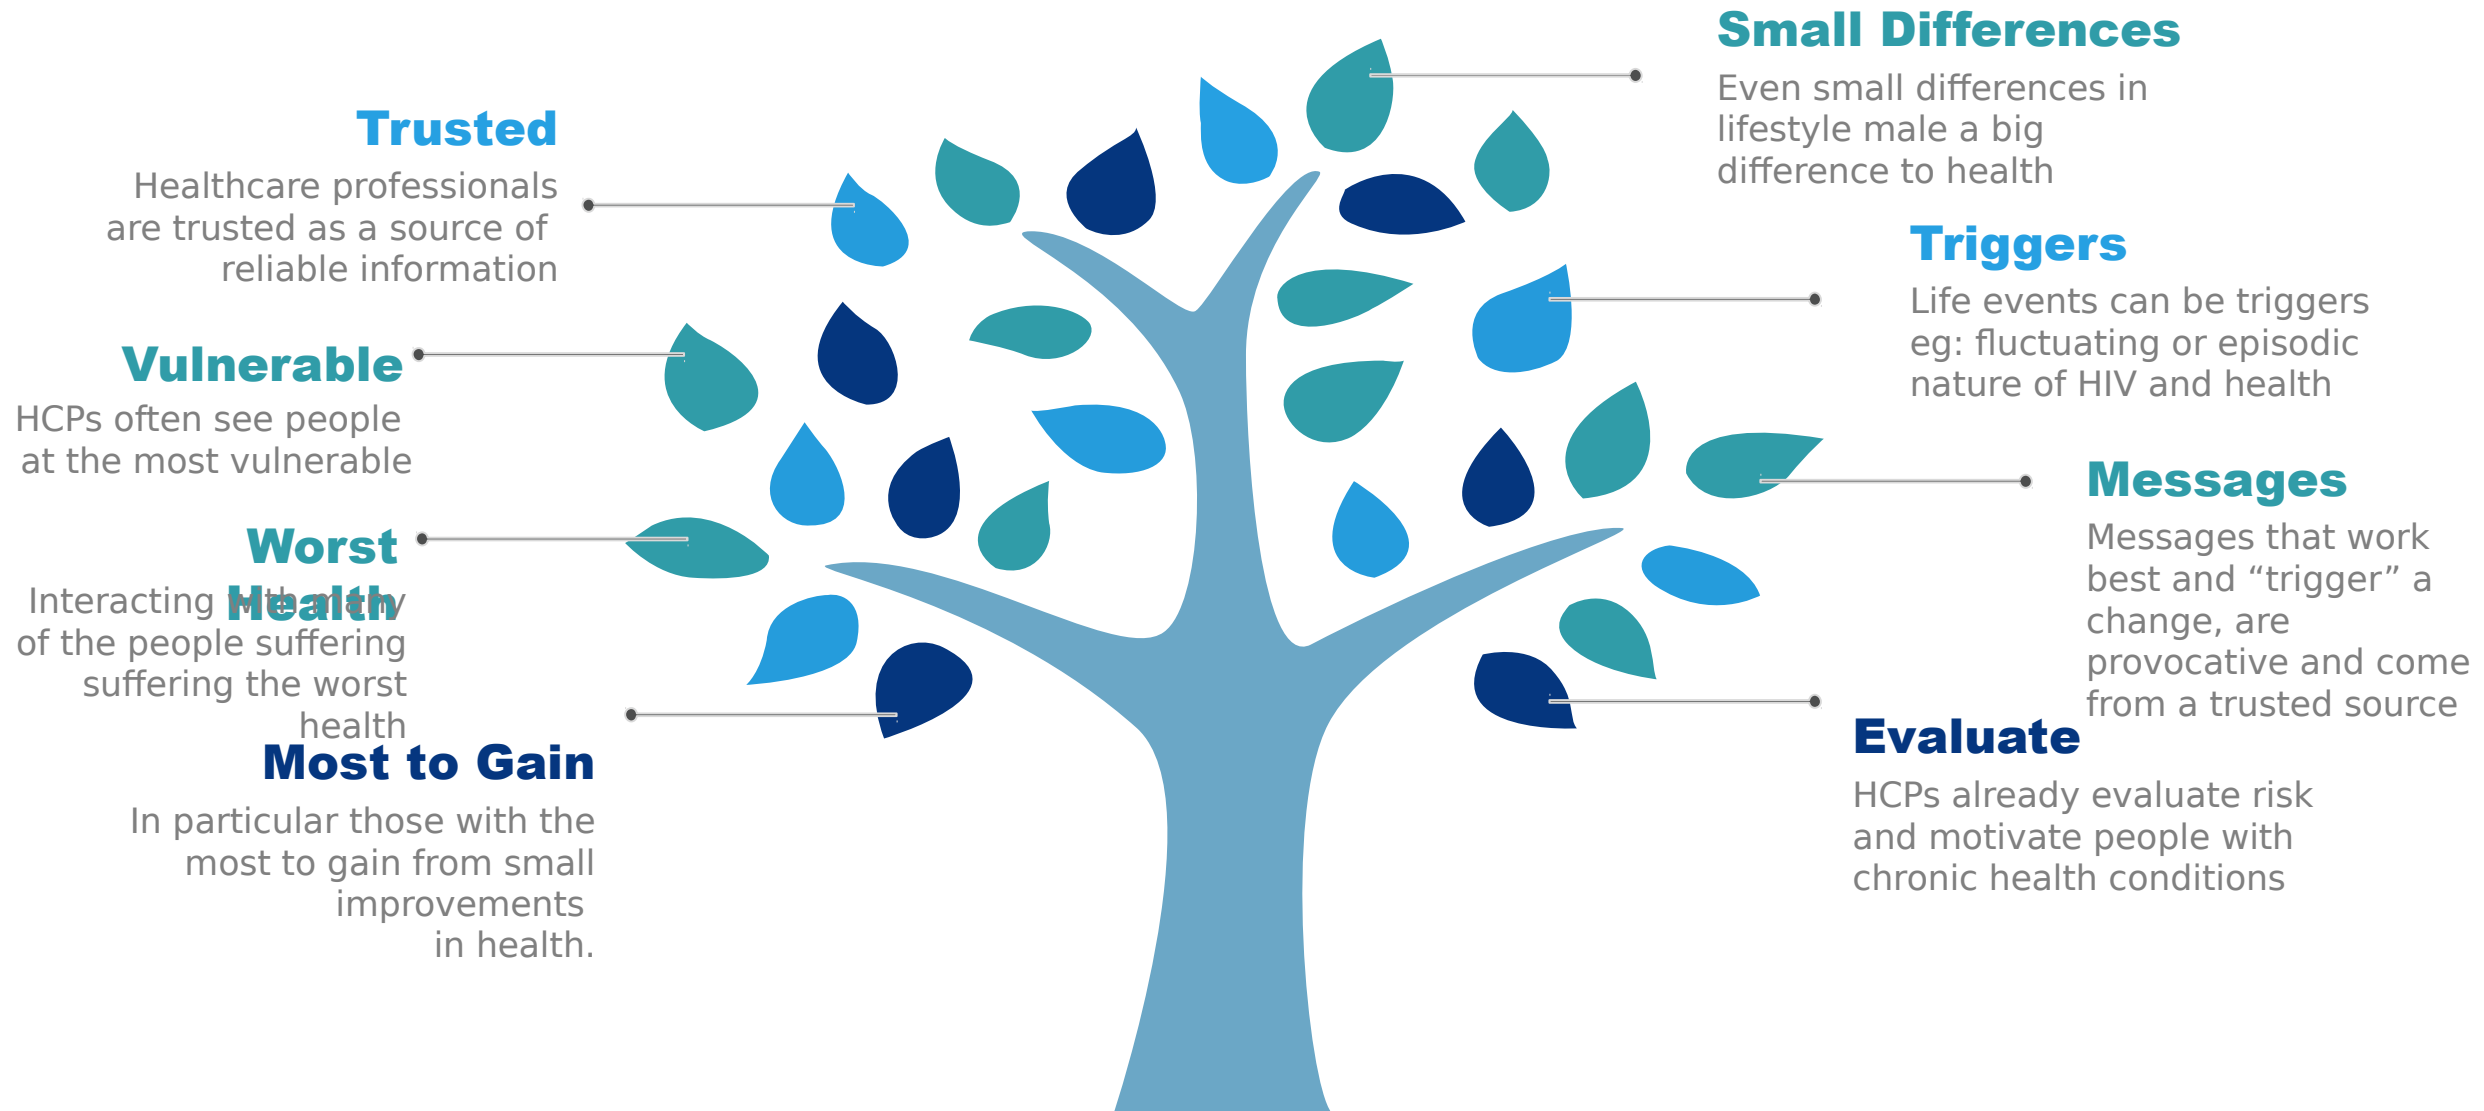 Trusted
Healthcare professionals
are trusted as a source of
reliable information
Vulnerable
HCPs often see people
at the most vulnerable
Worst
Health
Interacting with many
of the people suffering
suffering the worst
health
Most to Gain
In particular those with the
most to gain from small
improvements
in health.
Small Differences
Even small differences in
lifestyle male a big
difference to health
Triggers
Life events can be triggers
eg: fluctuating or episodic
nature of HIV and health
Messages
Messages that work
best and “trigger” a
change, are
provocative and come
from a trusted source
Evaluate
HCPs already evaluate risk
and motivate people with
chronic health conditions